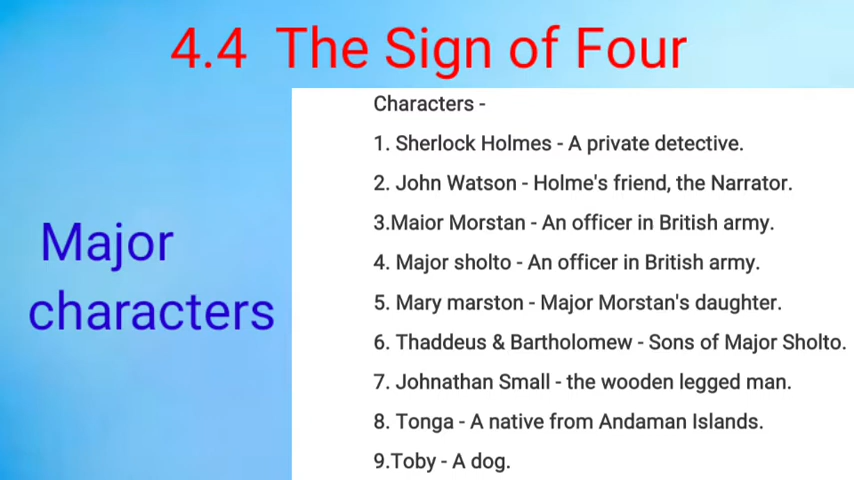 4.4 The Sign of Four
Characters -
1. Sherlock Holmes - A private detective.
2. John Watson - Holme's friend, the Narrator.
3.Maior Morstan - An officer in British army.
4. Major sholto - An officer in British army.
5. Mary marston - Major Morstan's daughter.
6. Thaddeus & Bartholomew - Sons of Major Sholto.
7. Johnathan Small - the wooden legged man.
8. Tonga - A native from Andaman Islands.
9.Toby - A dog.
Major
characters